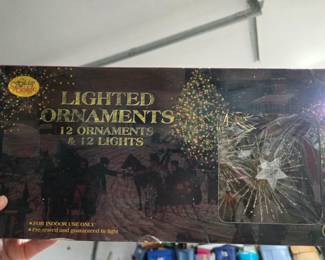 LIGHTED
ORNAMENTS
12 ORNAMENTS
& 12 LIGHTS
• FOR INDOOR USE ONLY
• Pre-tested and guaranteed to light